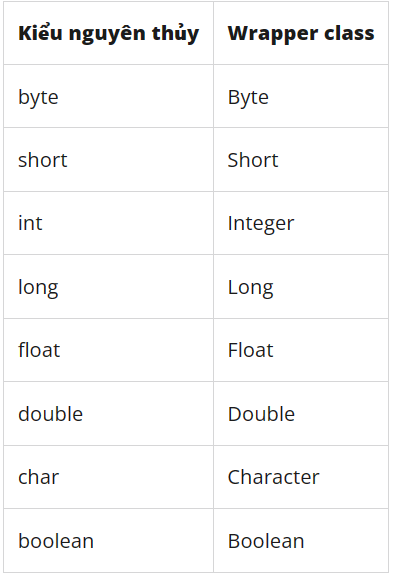 Kiểu nguyên thủy Wrapper class
byte Byte
short Short
int Integer
long Long
float Float
double Double
char Character
boolean Boolean